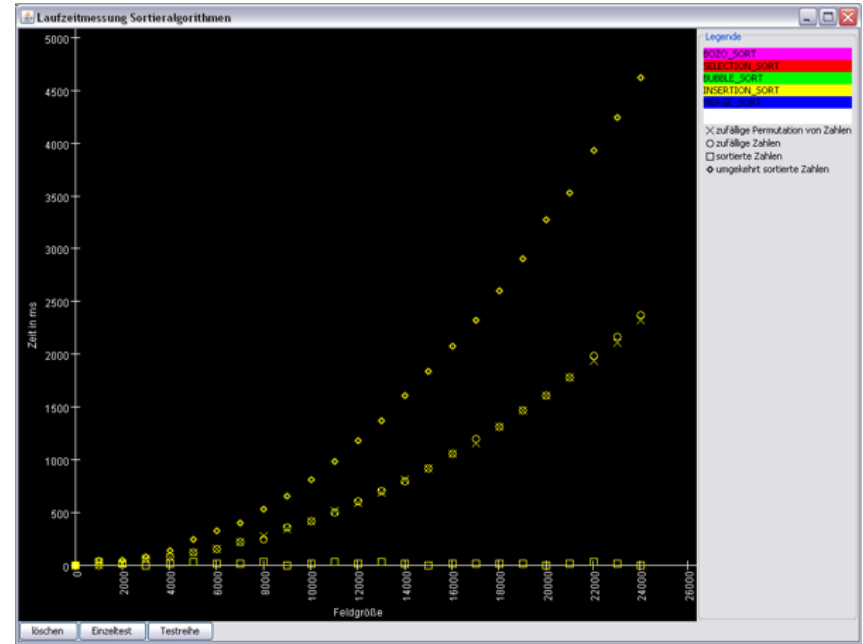 Laufzeitmessung Sortieralgorithmen
5000
4500
4000
3500
3000
2500
2000
1500
1000
500
0
Zeit in ms
0
2000
4000
6000
8000
10000
12000
14000
16000
18000
20000
22000
24000
26000
Feldgröße
Legende
BOZO_SORT
SELECTION_SORT
BUBBLE_SORT
INSERTION_SORT
MERGE_SORT
zufällige Permutation von Zahlen
zufällige Zahlen
sortierte Zahlen
umgekehrt sortierte Zahlen
löschen
Einzeltest
Testreihe